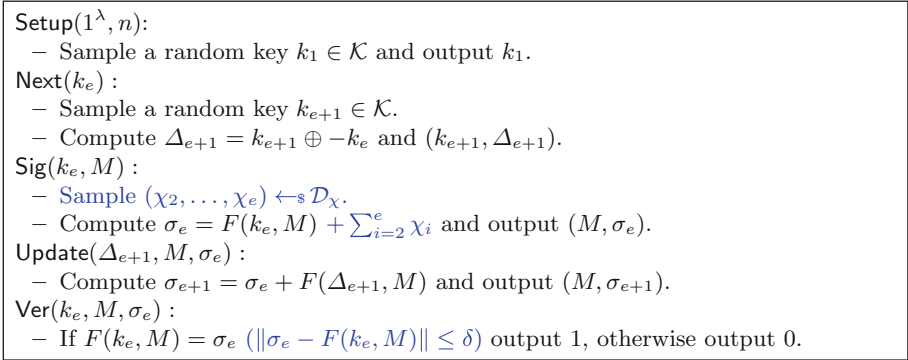 Setup(1^λ, n):
– Sample a random key k_1 ∈ 𝒦 and output k_1.
Next(k_e) :
– Sample a random key k_{e+1} ∈ 𝒦.
– Compute Δ_{e+1} = k_{e+1} ⊕ −k_e and (k_{e+1}, Δ_{e+1}).
Sig(k_e, M) :
– Sample (χ_2, . . . , χ_e) ←$ 𝒟_χ.
– Compute σ_e = F(k_e, M) + ∑_{i=2}^{e} χ_i and output (M, σ_e).
Update(Δ_{e+1}, M, σ_e) :
– Compute σ_{e+1} = σ_e + F(Δ_{e+1}, M) and output (M, σ_{e+1}).
Ver(k_e, M, σ_e) :
– If F(k_e, M) = σ_e (‖σ_e − F(k_e, M)‖ ≤ δ) output 1, otherwise output 0.